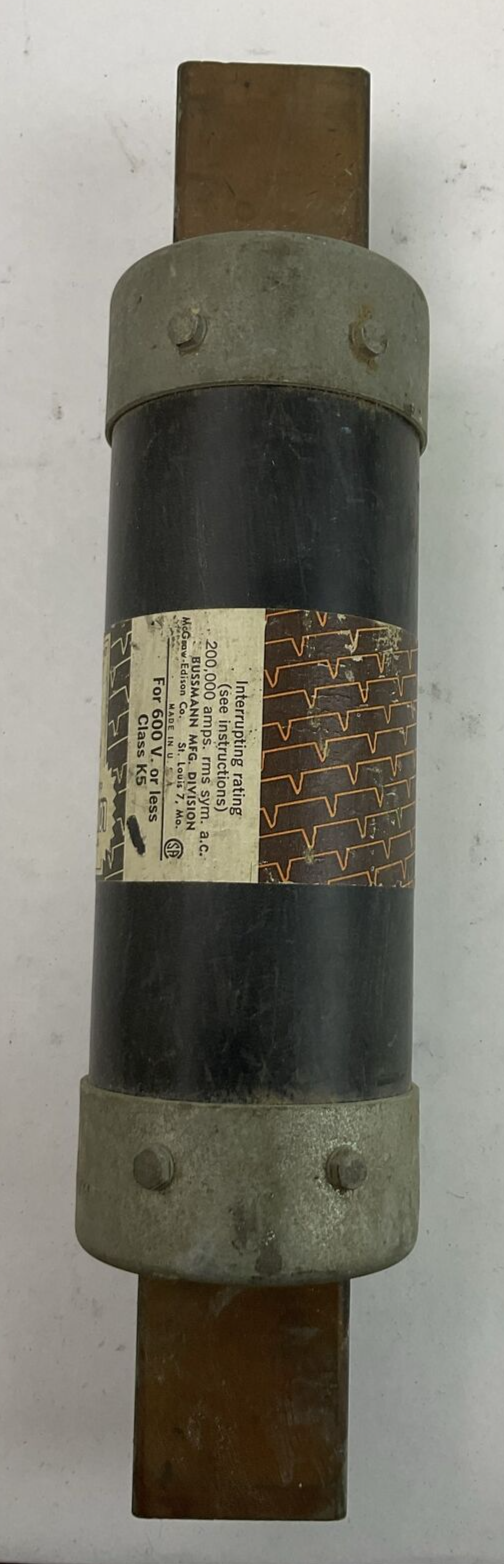 Interrupting rating
(see instructions)
200,000 amps. rms sym. a.c.
BUSSMANN MFG. DIVISION
McGraw-Edison Co. St. Louis 7, Mo.
MADE IN U.S.A.
For 600 V. or less
Class K5